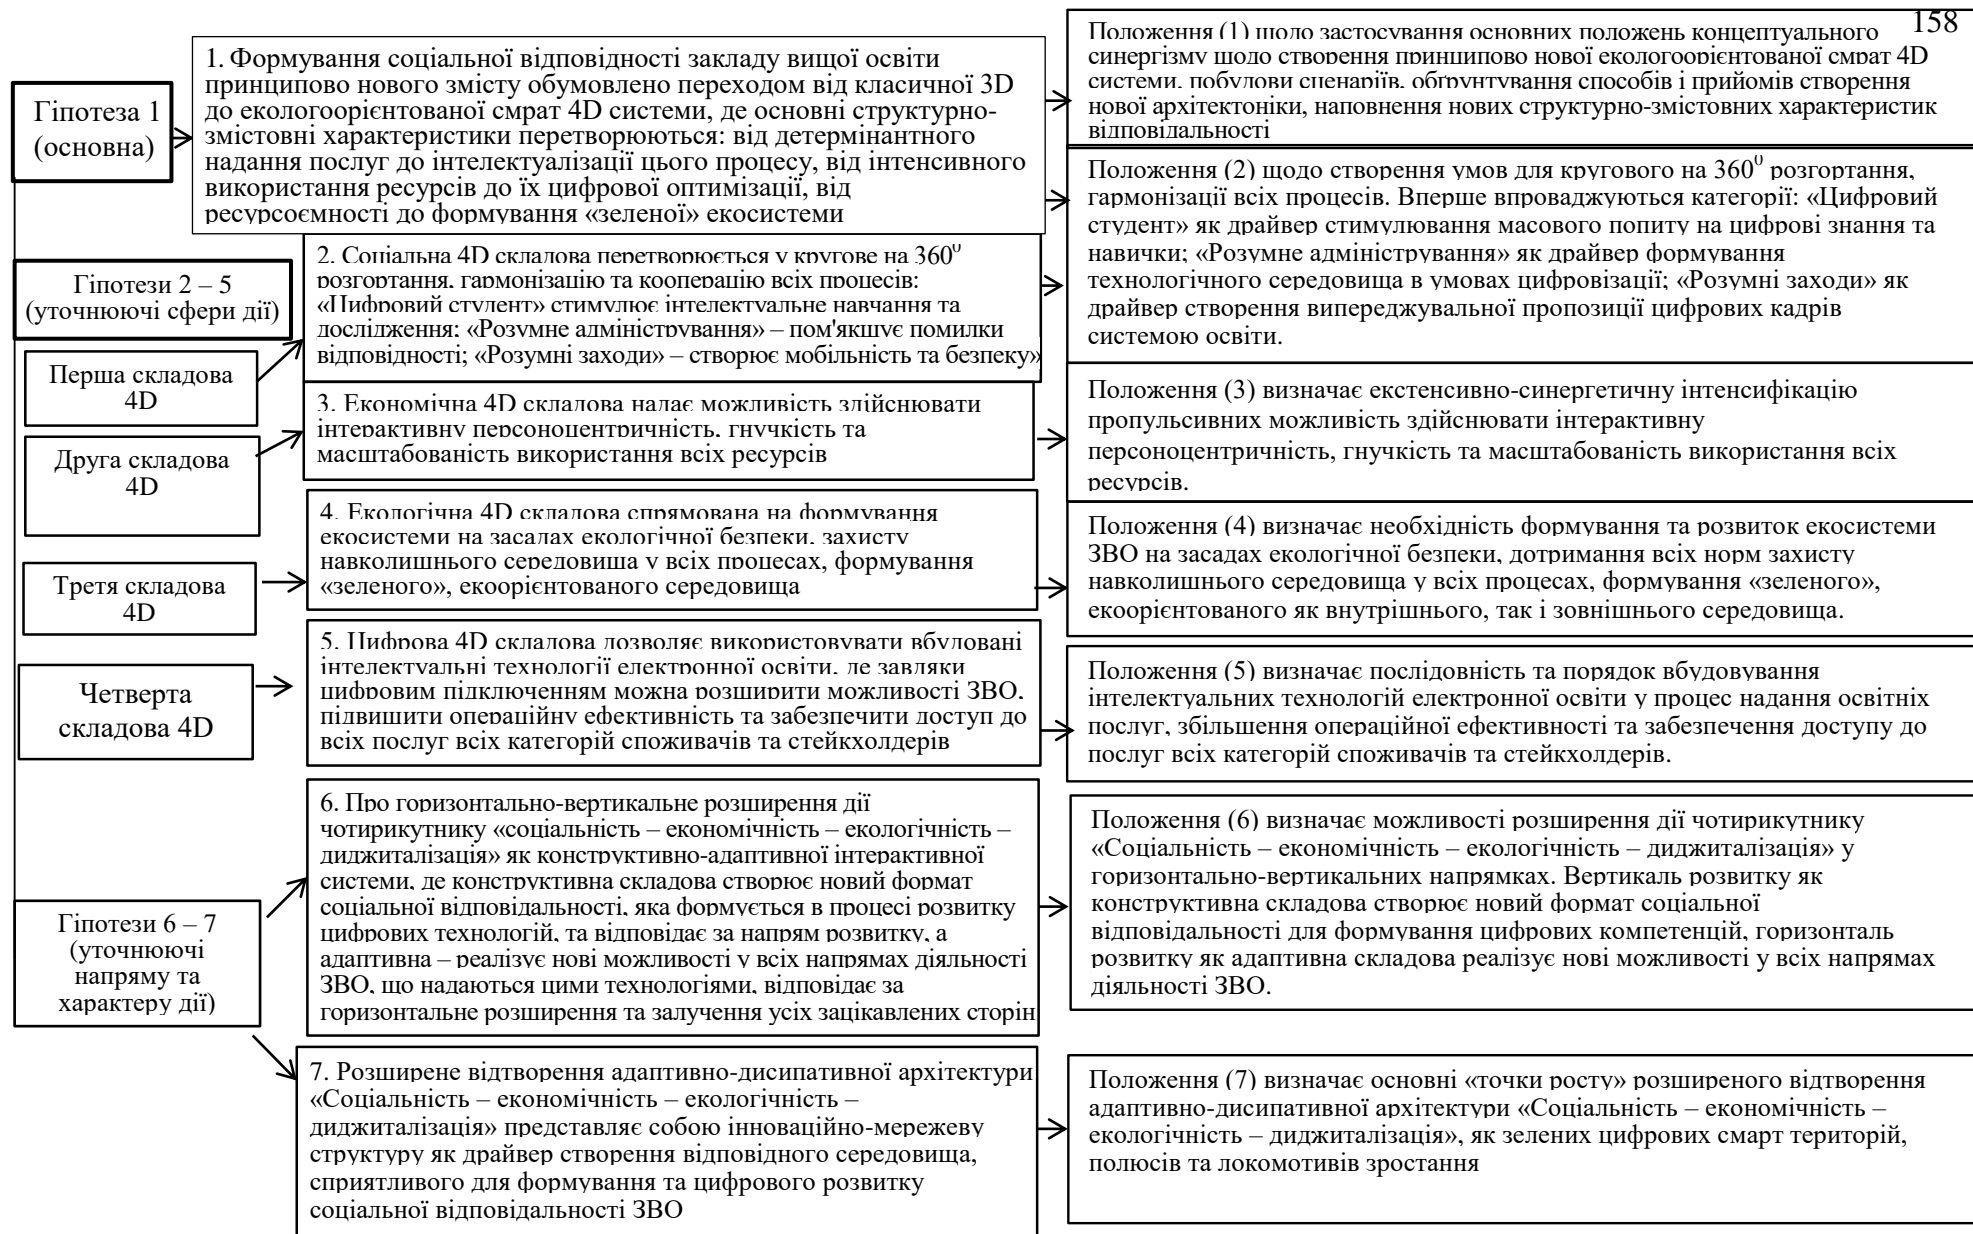 158
Гіпотеза 1
(основна)
1. Формування соціальної відповідності закладу вищої освіти
принципово нового змісту обумовлено переходом від класичної 3D
до екологоорієнтованої смрат 4D системи, де основні структурно-
змістовні характеристики перетворюються: від детермінантного
надання послуг до інтелектуалізації цього процесу, від інтенсивного
використання ресурсів до їх цифрової оптимізації, від
ресурсоємності до формування «зеленої» екосистеми
Положення (1) щодо застосування основних положень концептуального
синергізму щодо створення принципово нової екологоорієнтованої смрат 4D
системи, побудови сценаріїв, обґрунтування способів і прийомів створення
нової архітектоніки, наповнення нових структурно-змістовних характеристик
відповідальності
Положення (2) щодо створення умов для кругового на 360⁰ розгортання,
гармонізації всіх процесів. Вперше впроваджуються категорії: «Цифровий
студент» як драйвер стимулювання масового попиту на цифрові знання та
навички; «Розумне адміністрування» як драйвер формування
технологічного середовища в умовах цифровізації; «Розумні заходи» як
драйвер створення випереджувальної пропозиції цифрових кадрів
системою освіти.
Гіпотези 2 – 5
(уточнюючі сфери дії)
2. Соціальна 4D складова перетворюється у кругове на 360⁰
розгортання, гармонізацію та кооперацію всіх процесів:
«Цифровий студент» стимулює інтелектуальне навчання та
дослідження; «Розумне адміністрування» – пом'якшує помилки
відповідності; «Розумні заходи» – створює мобільність та безпеку»
Перша складова
4D
3. Економічна 4D складова надає можливість здійснювати
інтерактивну персоноцентричність, гнучкість та
масштабованість використання всіх ресурсів
Положення (3) визначає екстенсивно-синергетичну інтенсифікацію
пропульсивних можливість здійснювати інтерактивну
персоноцентричність, гнучкість та масштабованість використання всіх
ресурсів.
Друга складова
4D
4. Екологічна 4D складова спрямована на формування
екосистеми на засадах екологічної безпеки, захисту
навколишнього середовища у всіх процесах, формування
«зеленого», екоорієнтованого середовища
Положення (4) визначає необхідність формування та розвиток екосистеми
ЗВО на засадах екологічної безпеки, дотримання всіх норм захисту
навколишнього середовища у всіх процесах, формування «зеленого»,
екоорієнтованого як внутрішнього, так і зовнішнього середовища.
Третя складова
4D
5. Цифрова 4D складова дозволяє використовувати вбудовані
інтелектуальні технології електронної освіти, де завдяки
цифровим підключенням можна розширити можливості ЗВО,
підвищити операційну ефективність та забезпечити доступ до
всіх послуг всіх категорій споживачів та стейкхолдерів
Положення (5) визначає послідовність та порядок вбудовування
інтелектуальних технологій електронної освіти у процес надання освітніх
послуг, збільшення операційної ефективності та забезпечення доступу до
послуг всіх категорій споживачів та стейкхолдерів.
Четверта
складова 4D
6. Про горизонтально-вертикальне розширення дії
чотирикутнику «соціальність – економічність – екологічність –
диджиталізація» як конструктивно-адаптивної інтерактивної
системи, де конструктивна складова створює новий формат
соціальної відповідальності, яка формується в процесі розвитку
цифрових технологій, та відповідає за напрям розвитку, а
адаптивна – реалізує нові можливості у всіх напрямах діяльності
ЗВО, що надаються цими технологіями, відповідає за
горизонтальне розширення та залучення усіх зацікавлених сторін
Положення (6) визначає можливості розширення дії чотирикутнику
«Соціальність – економічність – екологічність – диджиталізація» у
горизонтально-вертикальних напрямках. Вертикаль розвитку як
конструктивна складова створює новий формат соціальної
відповідальності для формування цифрових компетенцій, горизонталь
розвитку як адаптивна складова реалізує нові можливості у всіх напрямах
діяльності ЗВО.
Гіпотези 6 – 7
(уточнюючі
напряму та
характеру дії)
7. Розширене відтворення адаптивно-дисипативної архітектури
«Соціальність – економічність – екологічність –
диджиталізація» представляє собою інноваційно-мережеву
структуру як драйвер створення відповідного середовища,
сприятливого для формування та цифрового розвитку
соціальної відповідальності ЗВО
Положення (7) визначає основні «точки росту» розширеного відтворення
адаптивно-дисипативної архітектури «Соціальність – економічність –
екологічність – диджиталізація», як зелених цифрових смарт територій,
полюсів та локомотивів зростання